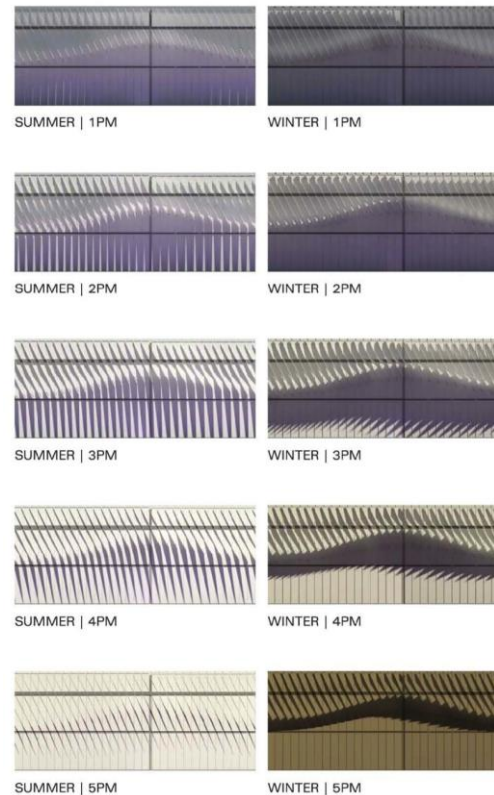 SUMMER | 1PM
WINTER | 1PM
SUMMER | 2PM
WINTER | 2PM
SUMMER | 3PM
WINTER | 3PM
SUMMER | 4PM
WINTER | 4PM
SUMMER | 5PM
WINTER | 5PM